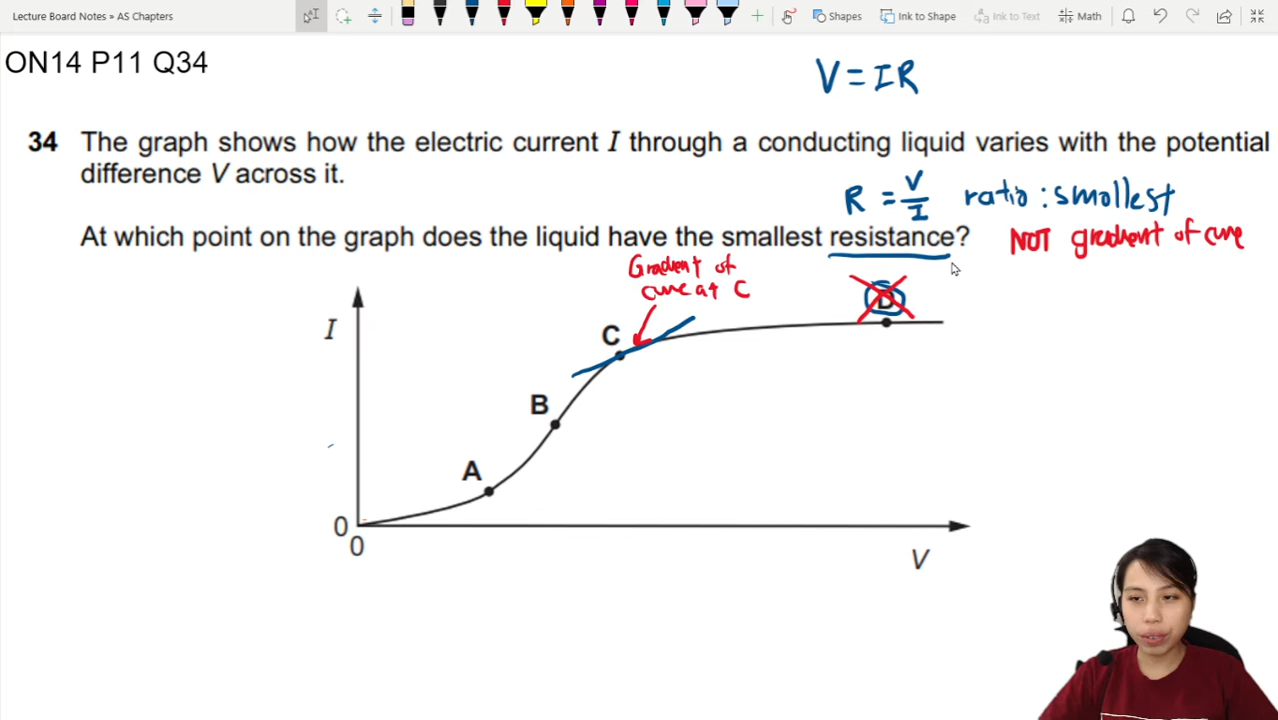 Lecture Board Notes » AS Chapters
Shapes
Ink to Shape
Ink to Text
Math
ON14 P11 Q34
V = IR
34 The graph shows how the electric current I through a conducting liquid varies with the potential
difference V across it.
R = V/I ratio : smallest
At which point on the graph does the liquid have the smallest resistance?
NOT gradient of curve
Gradient of
curve at C
I
D
C
B
A
0
0
V